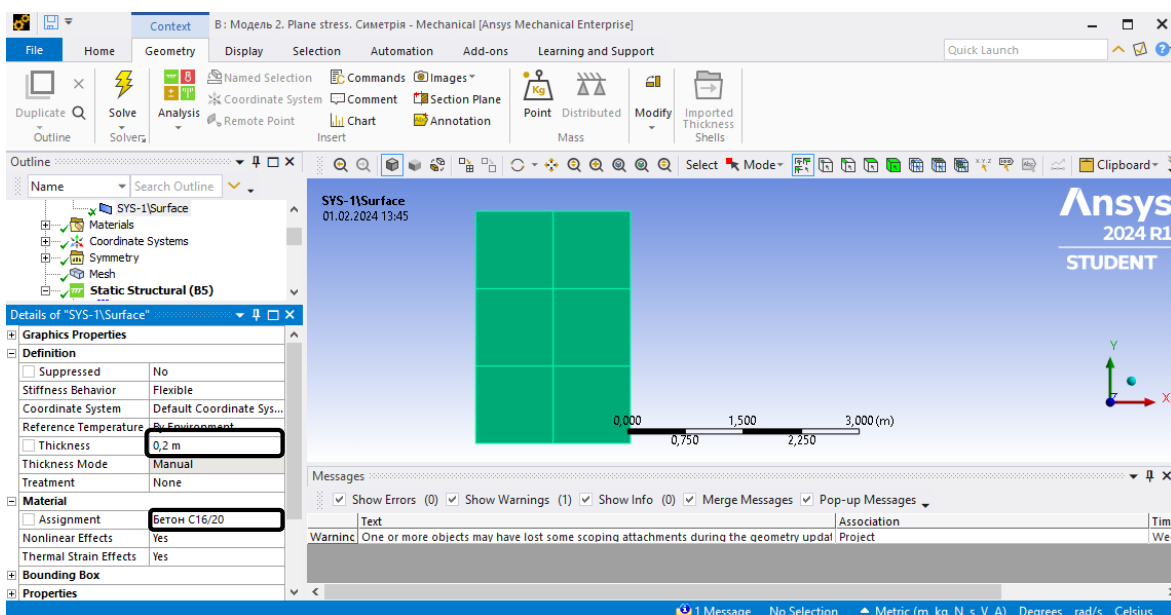 Context B : Модель 2. Plane stress. Симетрія - Mechanical [Ansys Mechanical Enterprise]
File Home Geometry Display Selection Automation Add-ons Learning and Support Quick Launch
Duplicate
Outline
Solve
Solver
Analysis
Named Selection
Coordinate System
Remote Point
Commands
Comment
Chart
Images
Section Plane
Annotation
Insert
Point
Distributed
Mass
Modify
Imported
Thickness
Shells
Outline
Name Search Outline
SYS-1\Surface
Materials
Coordinate Systems
Symmetry
Mesh
Static Structural (B5)
Details of "SYS-1\Surface"
Graphics Properties
Definition
Suppressed No
Stiffness Behavior Flexible
Coordinate System Default Coordinate Sys...
Reference Temperature By Environment
Thickness 0,2 m
Thickness Mode Manual
Treatment None
Material
Assignment Бетон C16/20
Nonlinear Effects Yes
Thermal Strain Effects Yes
Bounding Box
Properties
Select Mode Clipboard
SYS-1\Surface
01.02.2024 13:45
Ansys
2024 R1
STUDENT
Y
X
Z
0,000 1,500 3,000 (m)
0,750 2,250
Messages
Show Errors (0) Show Warnings (1) Show Info (0) Merge Messages Pop-up Messages
Text Association Tim
Warninc One or more objects may have lost some scoping attachments during the geometry updat Project We
1 Message No Selection Metric (m, kg, N, s, V, A) Degrees rad/s Celsius